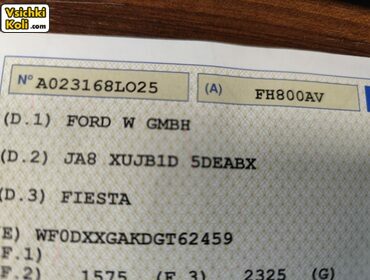 Vsichki
Koli .com
N° A023168LO25 (A) FH800AV
(D.1) FORD W GMBH
(D.2) JA8 XUJB1D 5DEABX
(D.3) FIESTA
(E) WF0DXXGAKDGT62459
(F.1)
(F.2) 1575 (F.3) 2325 (G)